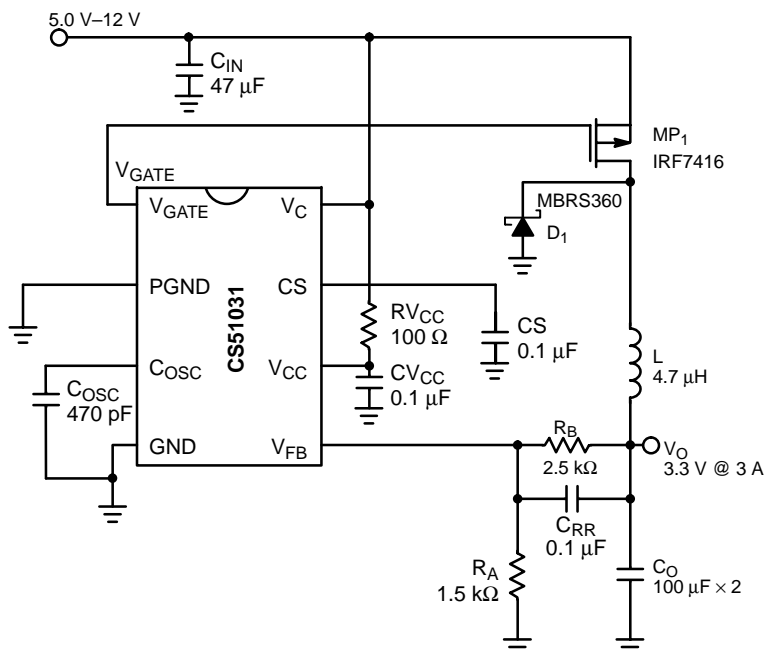 5.0 V–12 V
C_IN
47 μF
MP_1
IRF7416
V_GATE
MBRS360
D_1
V_GATE
V_C
PGND
CS
CS51031
RV_CC
100 Ω
CS
0.1 μF
L
4.7 μH
C_OSC
V_CC
CV_CC
0.1 μF
C_OSC
470 pF
GND
V_FB
R_B
2.5 kΩ
V_O
3.3 V @ 3 A
C_RR
0.1 μF
R_A
1.5 kΩ
C_O
100 μF × 2